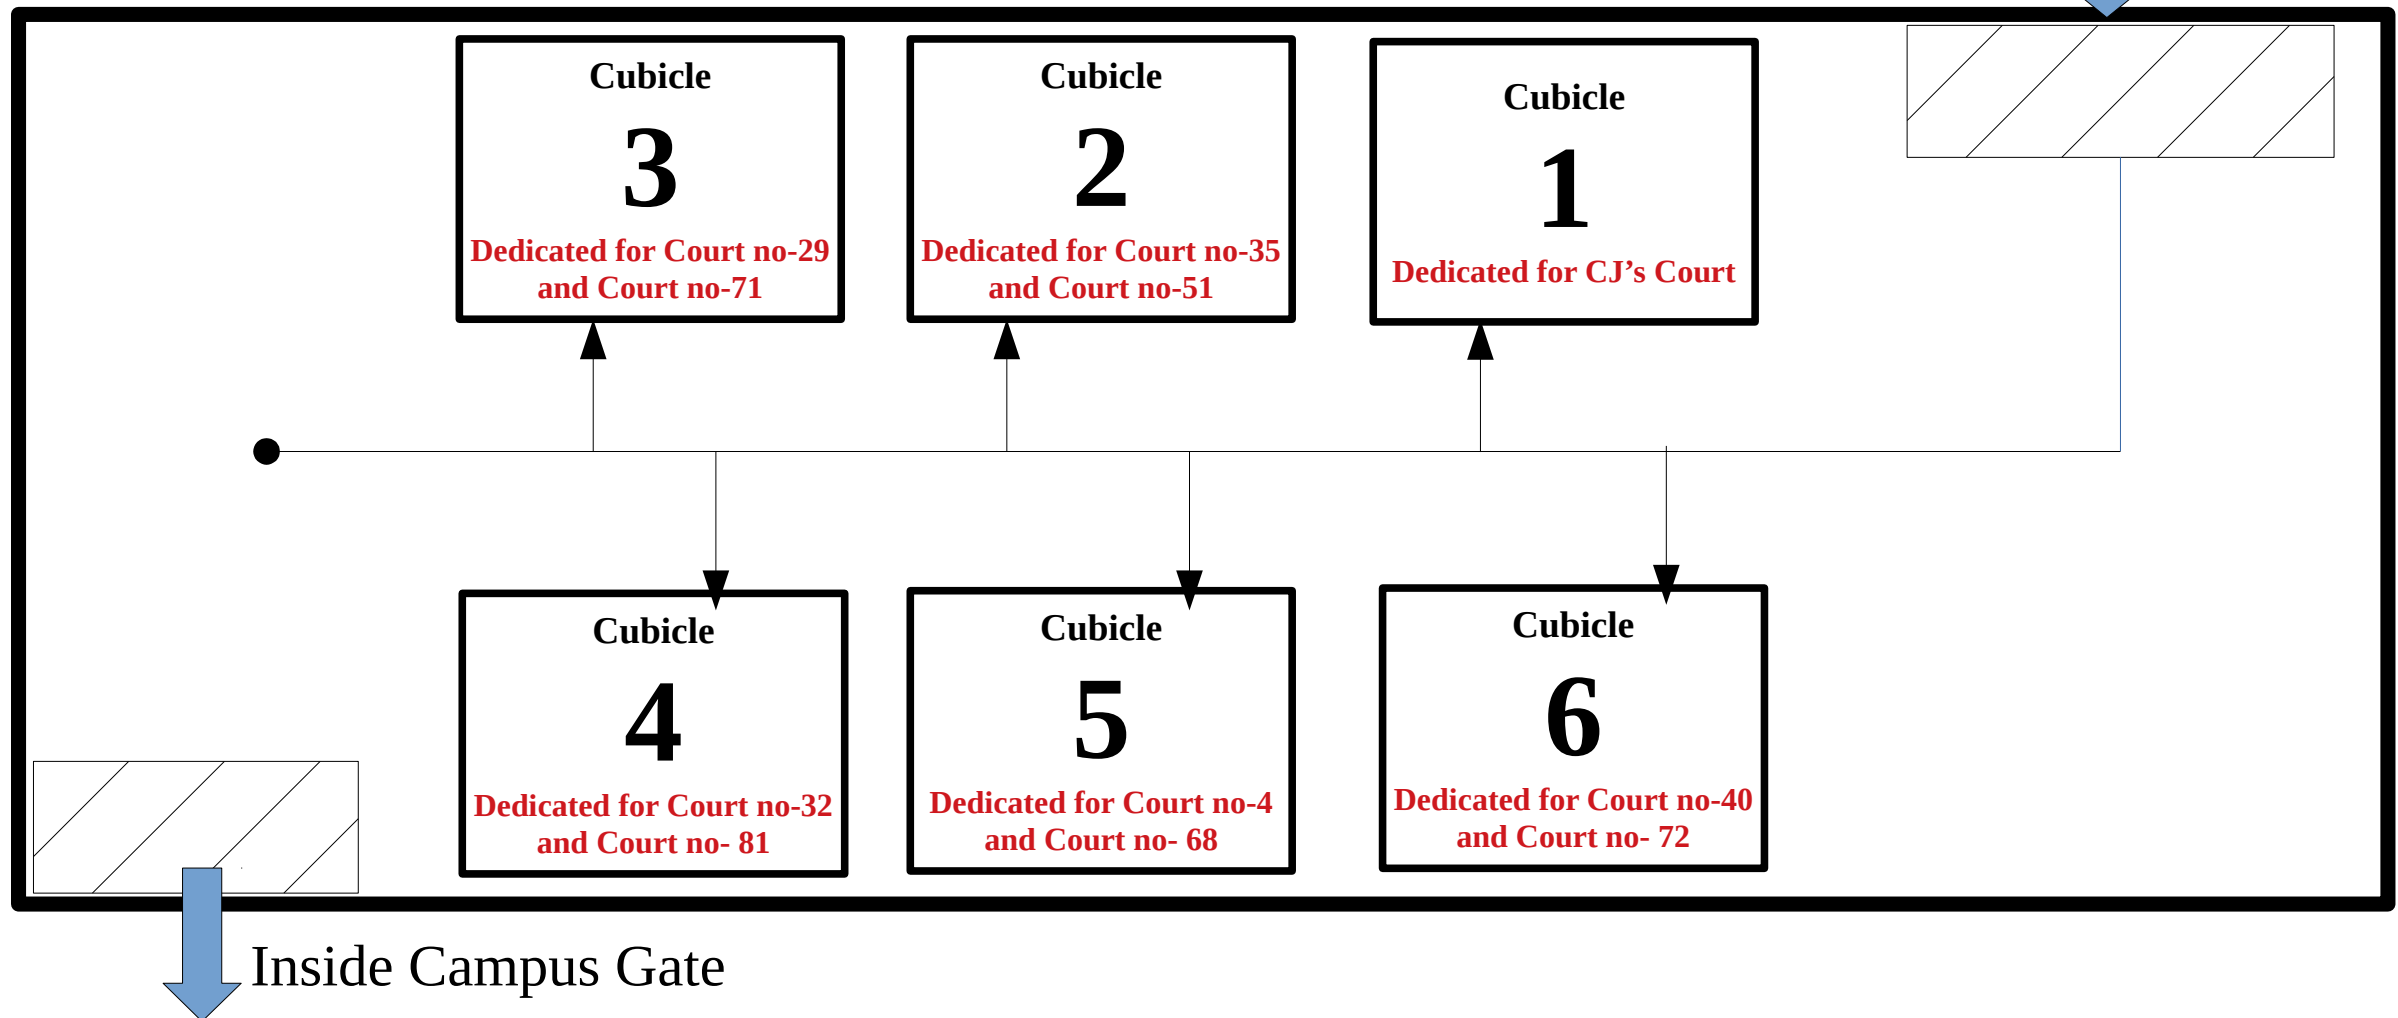 Cubicle
3
Dedicated for Court no-29
and Court no-71
Cubicle
2
Dedicated for Court no-35
and Court no-51
Cubicle
1
Dedicated for CJ’s Court
Cubicle
4
Dedicated for Court no-32
and Court no- 81
Cubicle
5
Dedicated for Court no-4
and Court no- 68
Cubicle
6
Dedicated for Court no-40
and Court no- 72
Inside Campus Gate